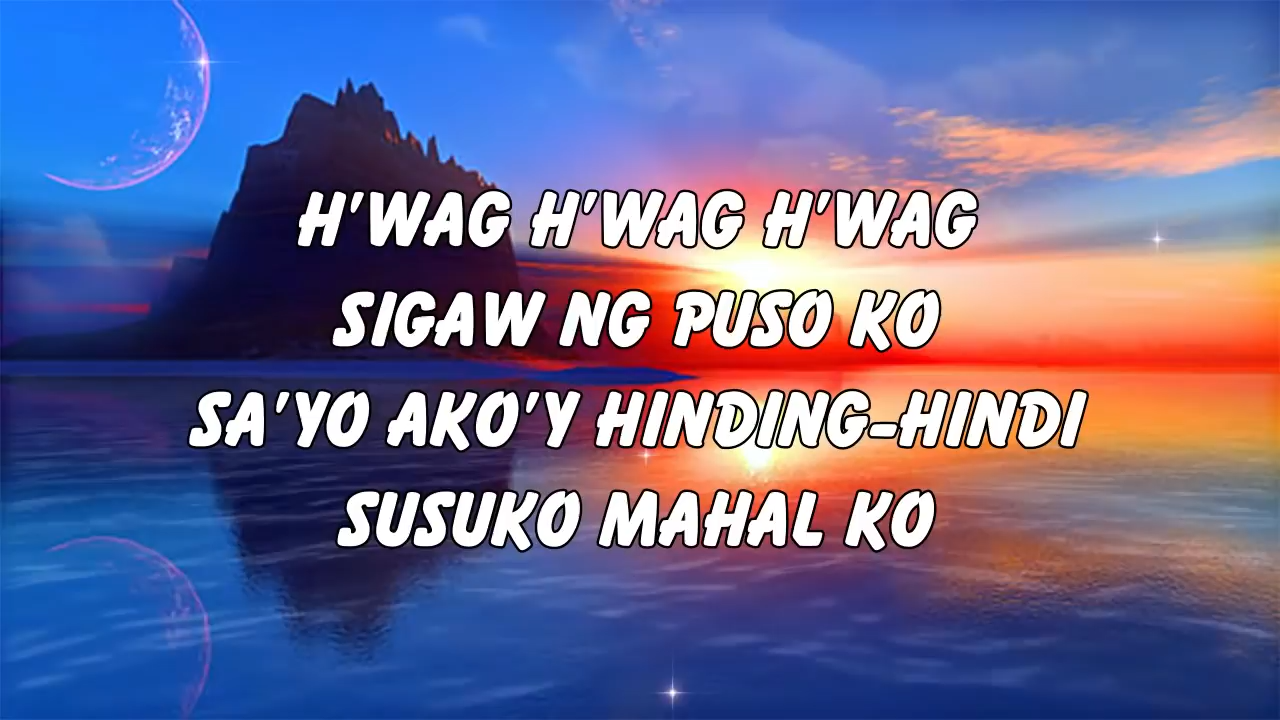 H'WAG H'WAG H'WAG
SIGAW NG PUSO KO
SA'YO AKO'Y HINDING-HINDI
SUSUKO MAHAL KO